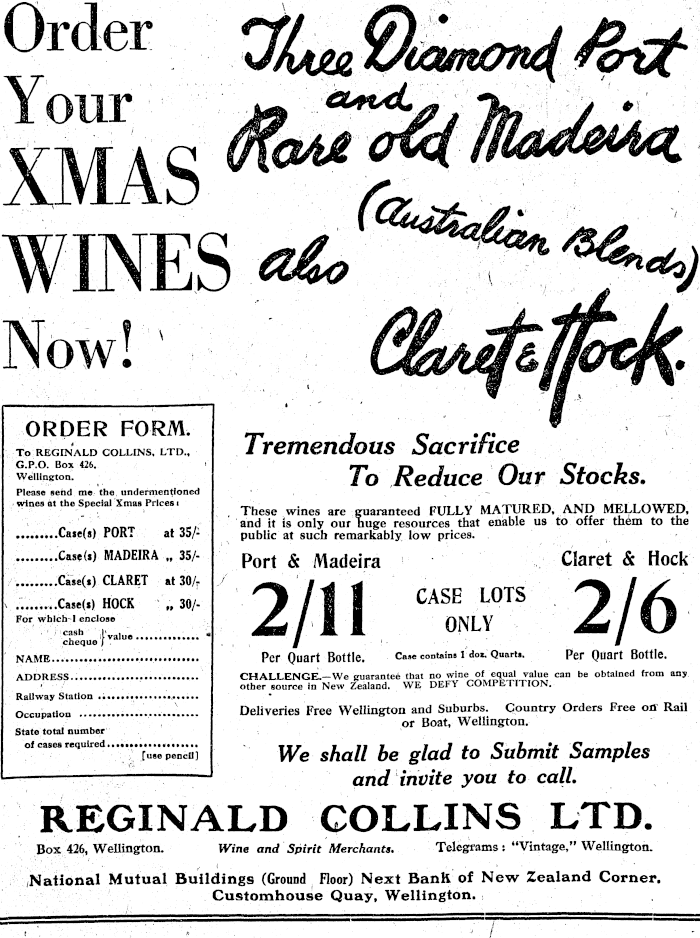 Order
Your
XMAS
WINES
Now!
Three Diamond Port
and
Rare old Madeira
(Australian Blends)
also
Claret & Hock.
ORDER FORM.
To REGINALD COLLINS, LTD.,
G.P.O. Box 426,
Wellington.
Please send me the undermentioned
wines at the Special Xmas Prices:
.........Case(s) PORT at 35/-
.........Case(s) MADEIRA ,, 35/-
.........Case(s) CLARET at 30/-
.........Case(s) HOCK ,, 30/-
For which I enclose
cash
cheque } value .............
NAME..............................
ADDRESS..........................
Railway Station ....................
Occupation ........................
State total number
of cases required...................
[use pencil]
Tremendous Sacrifice
To Reduce Our Stocks.
These wines are guaranteed FULLY MATURED, AND MELLOWED,
and it is only our huge resources that enable us to offer them to the
public at such remarkably low prices.
Port & Madeira
2/11
Per Quart Bottle.
CASE LOTS
ONLY
Case contains 1 doz. Quarts.
Claret & Hock
2/6
Per Quart Bottle.
CHALLENGE.—We guarantee that no wine of equal value can be obtained from any
other source in New Zealand. WE DEFY COMPETITION.
Deliveries Free Wellington and Suburbs. Country Orders Free on Rail
or Boat, Wellington.
We shall be glad to Submit Samples
and invite you to call.
REGINALD COLLINS LTD.
Box 426, Wellington. Wine and Spirit Merchants. Telegrams: "Vintage," Wellington.
National Mutual Buildings (Ground Floor) Next Bank of New Zealand Corner,
Customhouse Quay, Wellington.